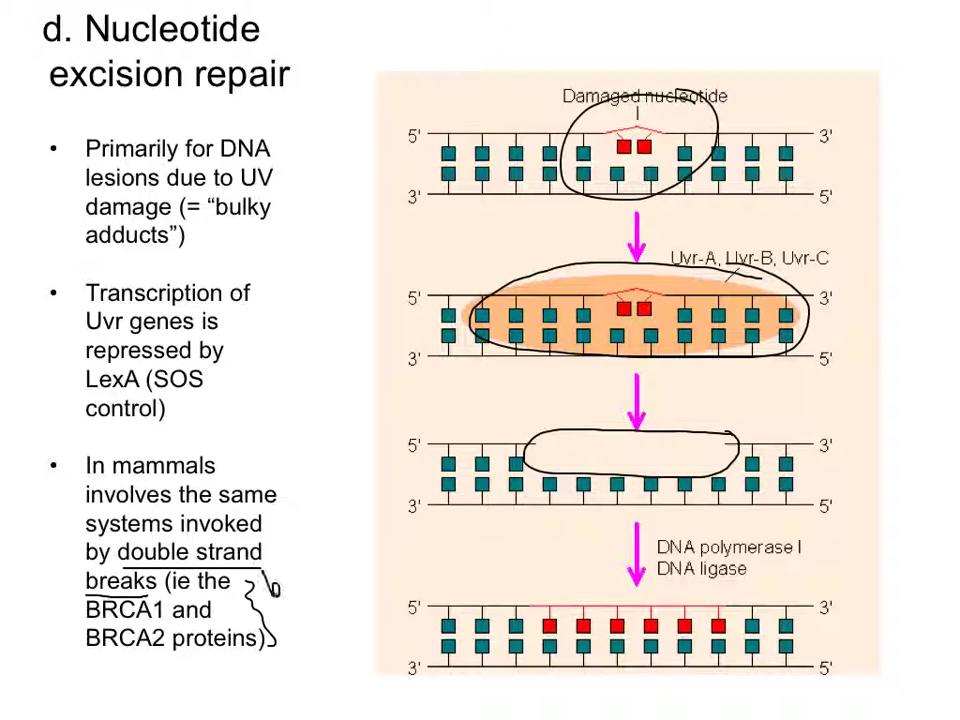 d. Nucleotide
excision repair
• Primarily for DNA
lesions due to UV
damage (= “bulky
adducts”)
• Transcription of
Uvr genes is
repressed by
LexA (SOS
control)
• In mammals
involves the same
systems invoked
by double strand
breaks (ie the
BRCA1 and
BRCA2 proteins)
Damaged nucleotide
5' 3'
3' 5'
Uvr-A, Uvr-B, Uvr-C
5' 3'
3' 5'
5' 3'
3' 5'
DNA polymerase I
DNA ligase
5' 3'
3' 5'